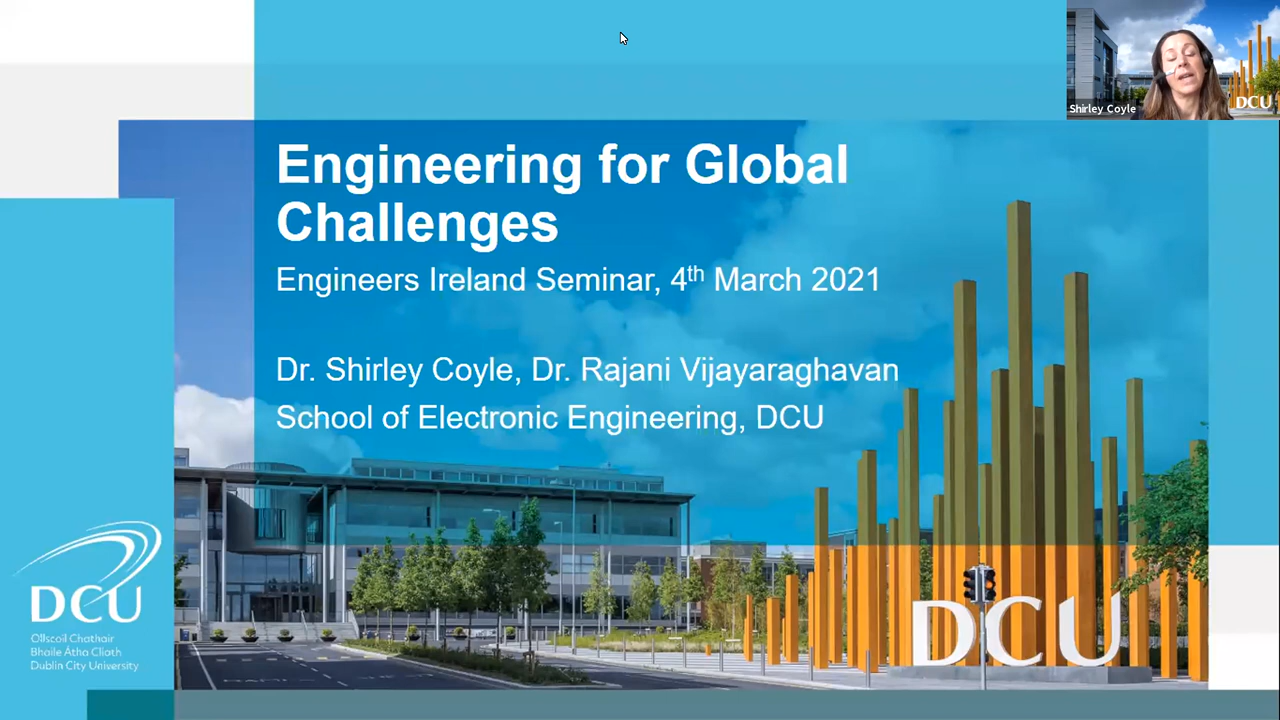 Engineering for Global
Challenges
Engineers Ireland Seminar, 4th March 2021
Dr. Shirley Coyle, Dr. Rajani Vijayaraghavan
School of Electronic Engineering, DCU
Shirley Coyle
DCU
DCU
Ollscoil Chathair
Bhaile Átha Cliath
Dublin City University
DCU